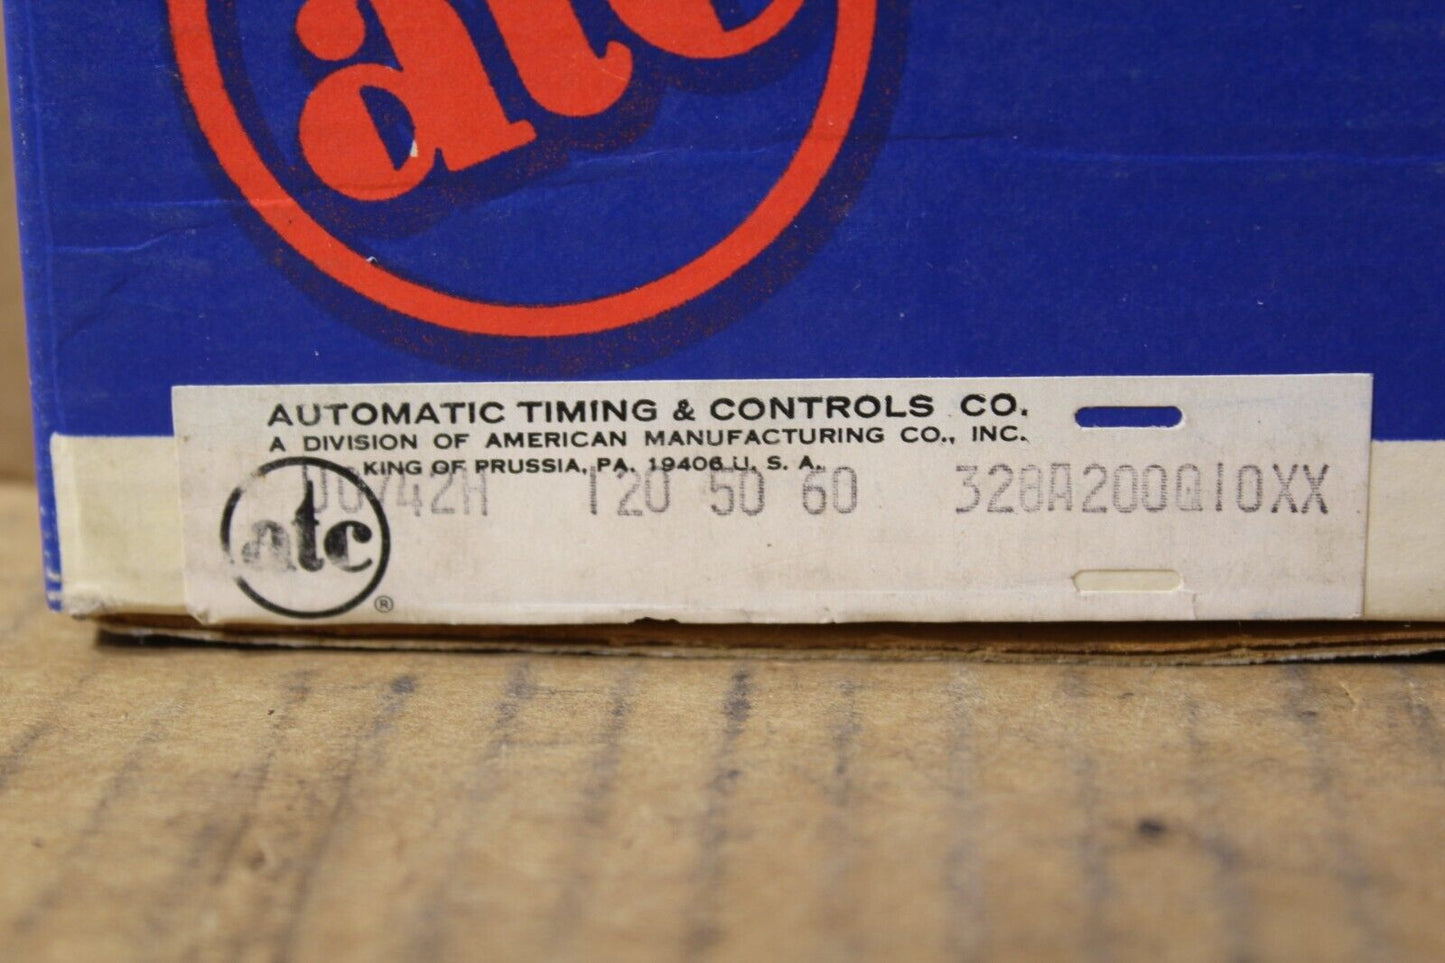 atc
AUTOMATIC TIMING & CONTROLS CO.
A DIVISION OF AMERICAN MANUFACTURING CO., INC.
KING OF PRUSSIA, PA. 19406 U. S. A.
120 50 60 328A200Q10XX
atc ®